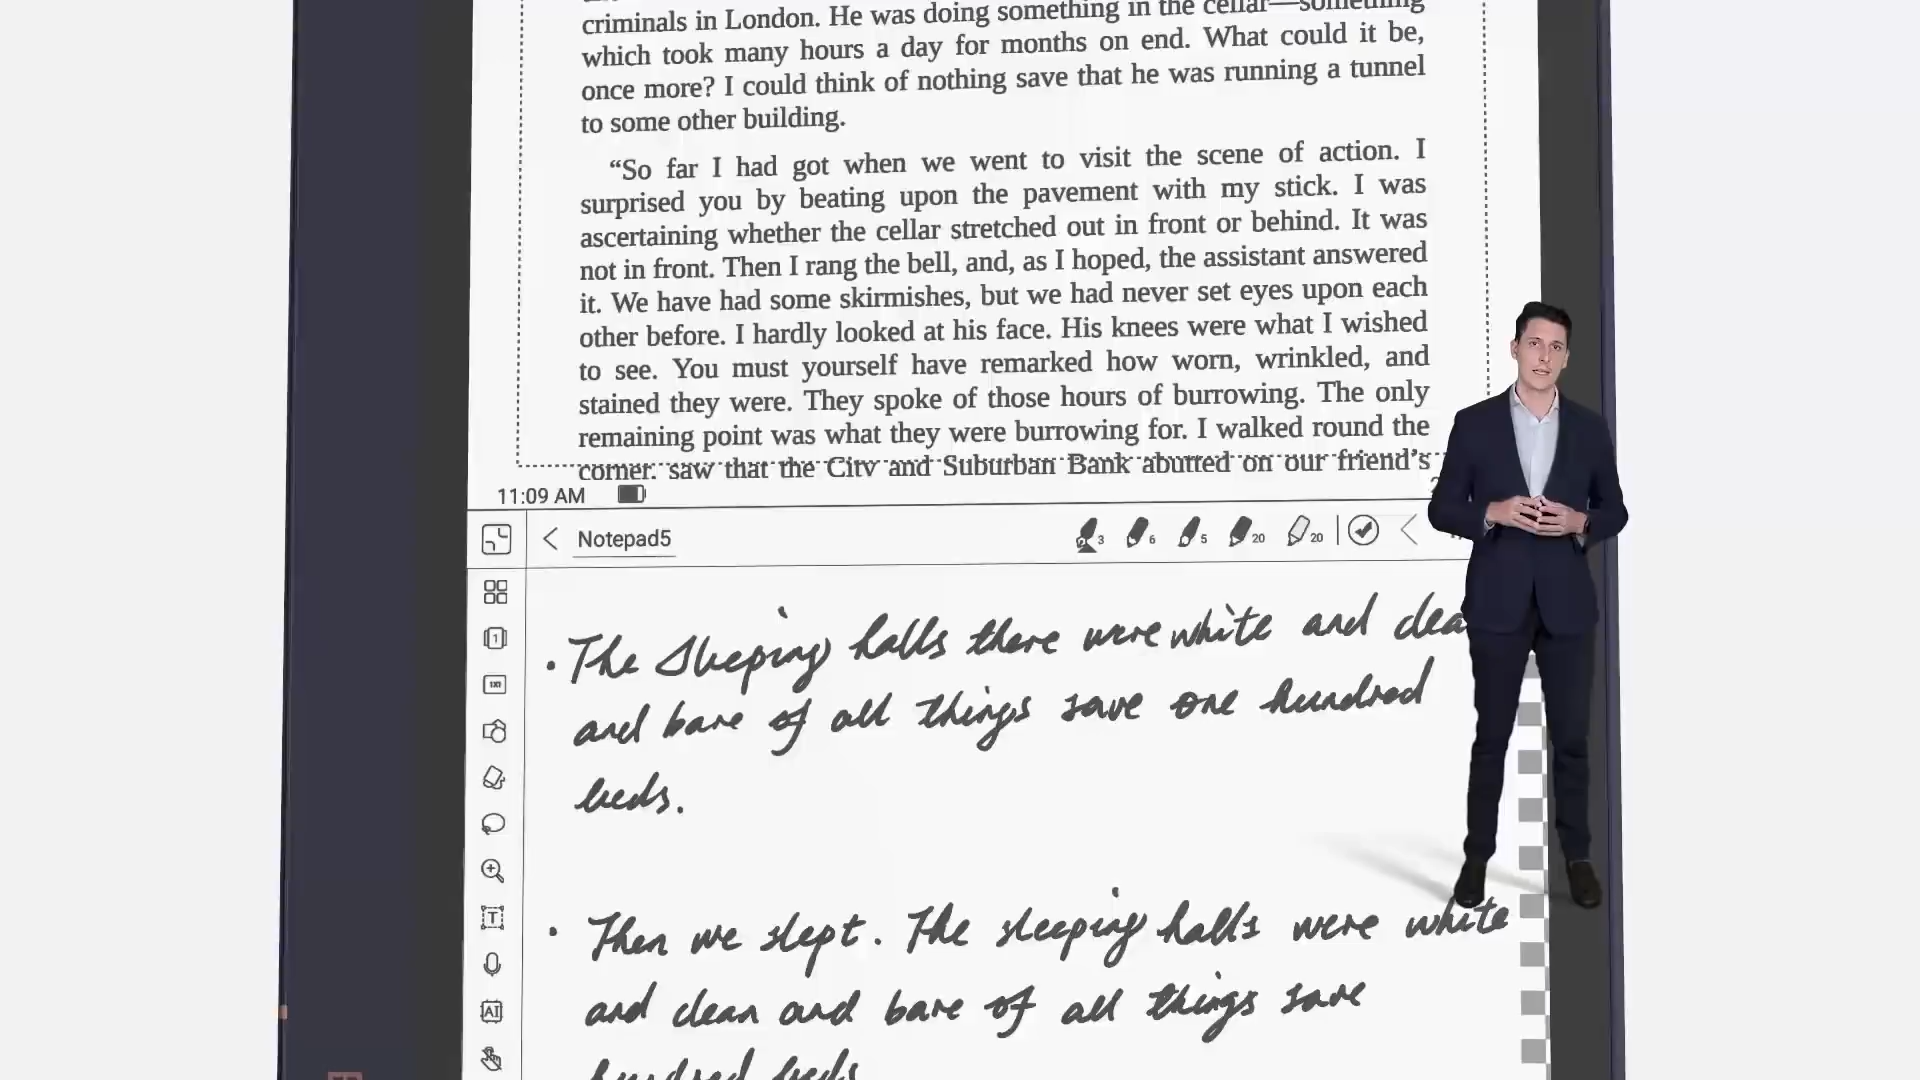 criminals in London. He was doing something in the cellar—something
which took many hours a day for months on end. What could it be,
once more? I could think of nothing save that he was running a tunnel
to some other building.
“So far I had got when we went to visit the scene of action. I
surprised you by beating upon the pavement with my stick. I was
ascertaining whether the cellar stretched out in front or behind. It was
not in front. Then I rang the bell, and, as I hoped, the assistant answered
it. We have had some skirmishes, but we had never set eyes upon each
other before. I hardly looked at his face. His knees were what I wished
to see. You must yourself have remarked how worn, wrinkled, and
stained they were. They spoke of those hours of burrowing. The only
remaining point was what they were burrowing for. I walked round the
corner, saw that the City and Suburban Bank abutted on our friend’s
11:09 AM
Notepad5
3 6 5 20 20
1
TXT
• The sleeping halls there were white and clea
and bare of all things save one hundred
beds.
T
AI
• Then we slept. The sleeping halls were white
and clean and bare of all things save
hundred beds